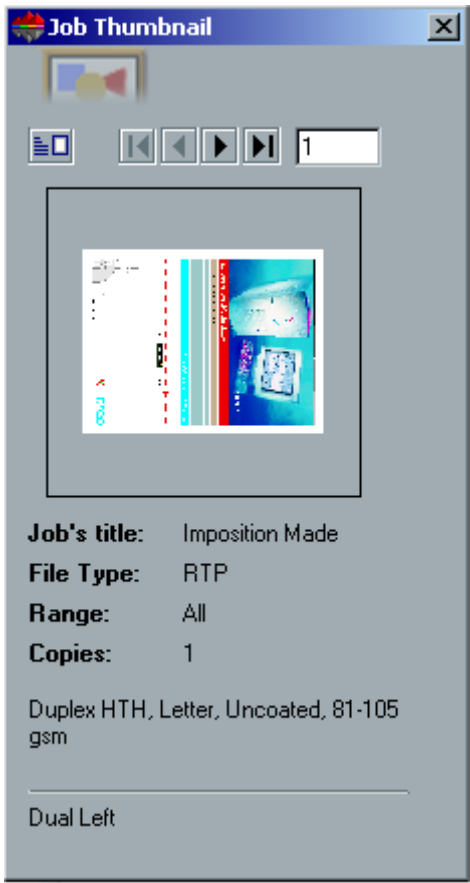 Job Thumbnail
1
Job's title: Imposition Made
File Type: RTP
Range: All
Copies: 1
Duplex HTH, Letter, Uncoated, 81-105
gsm
Dual Left